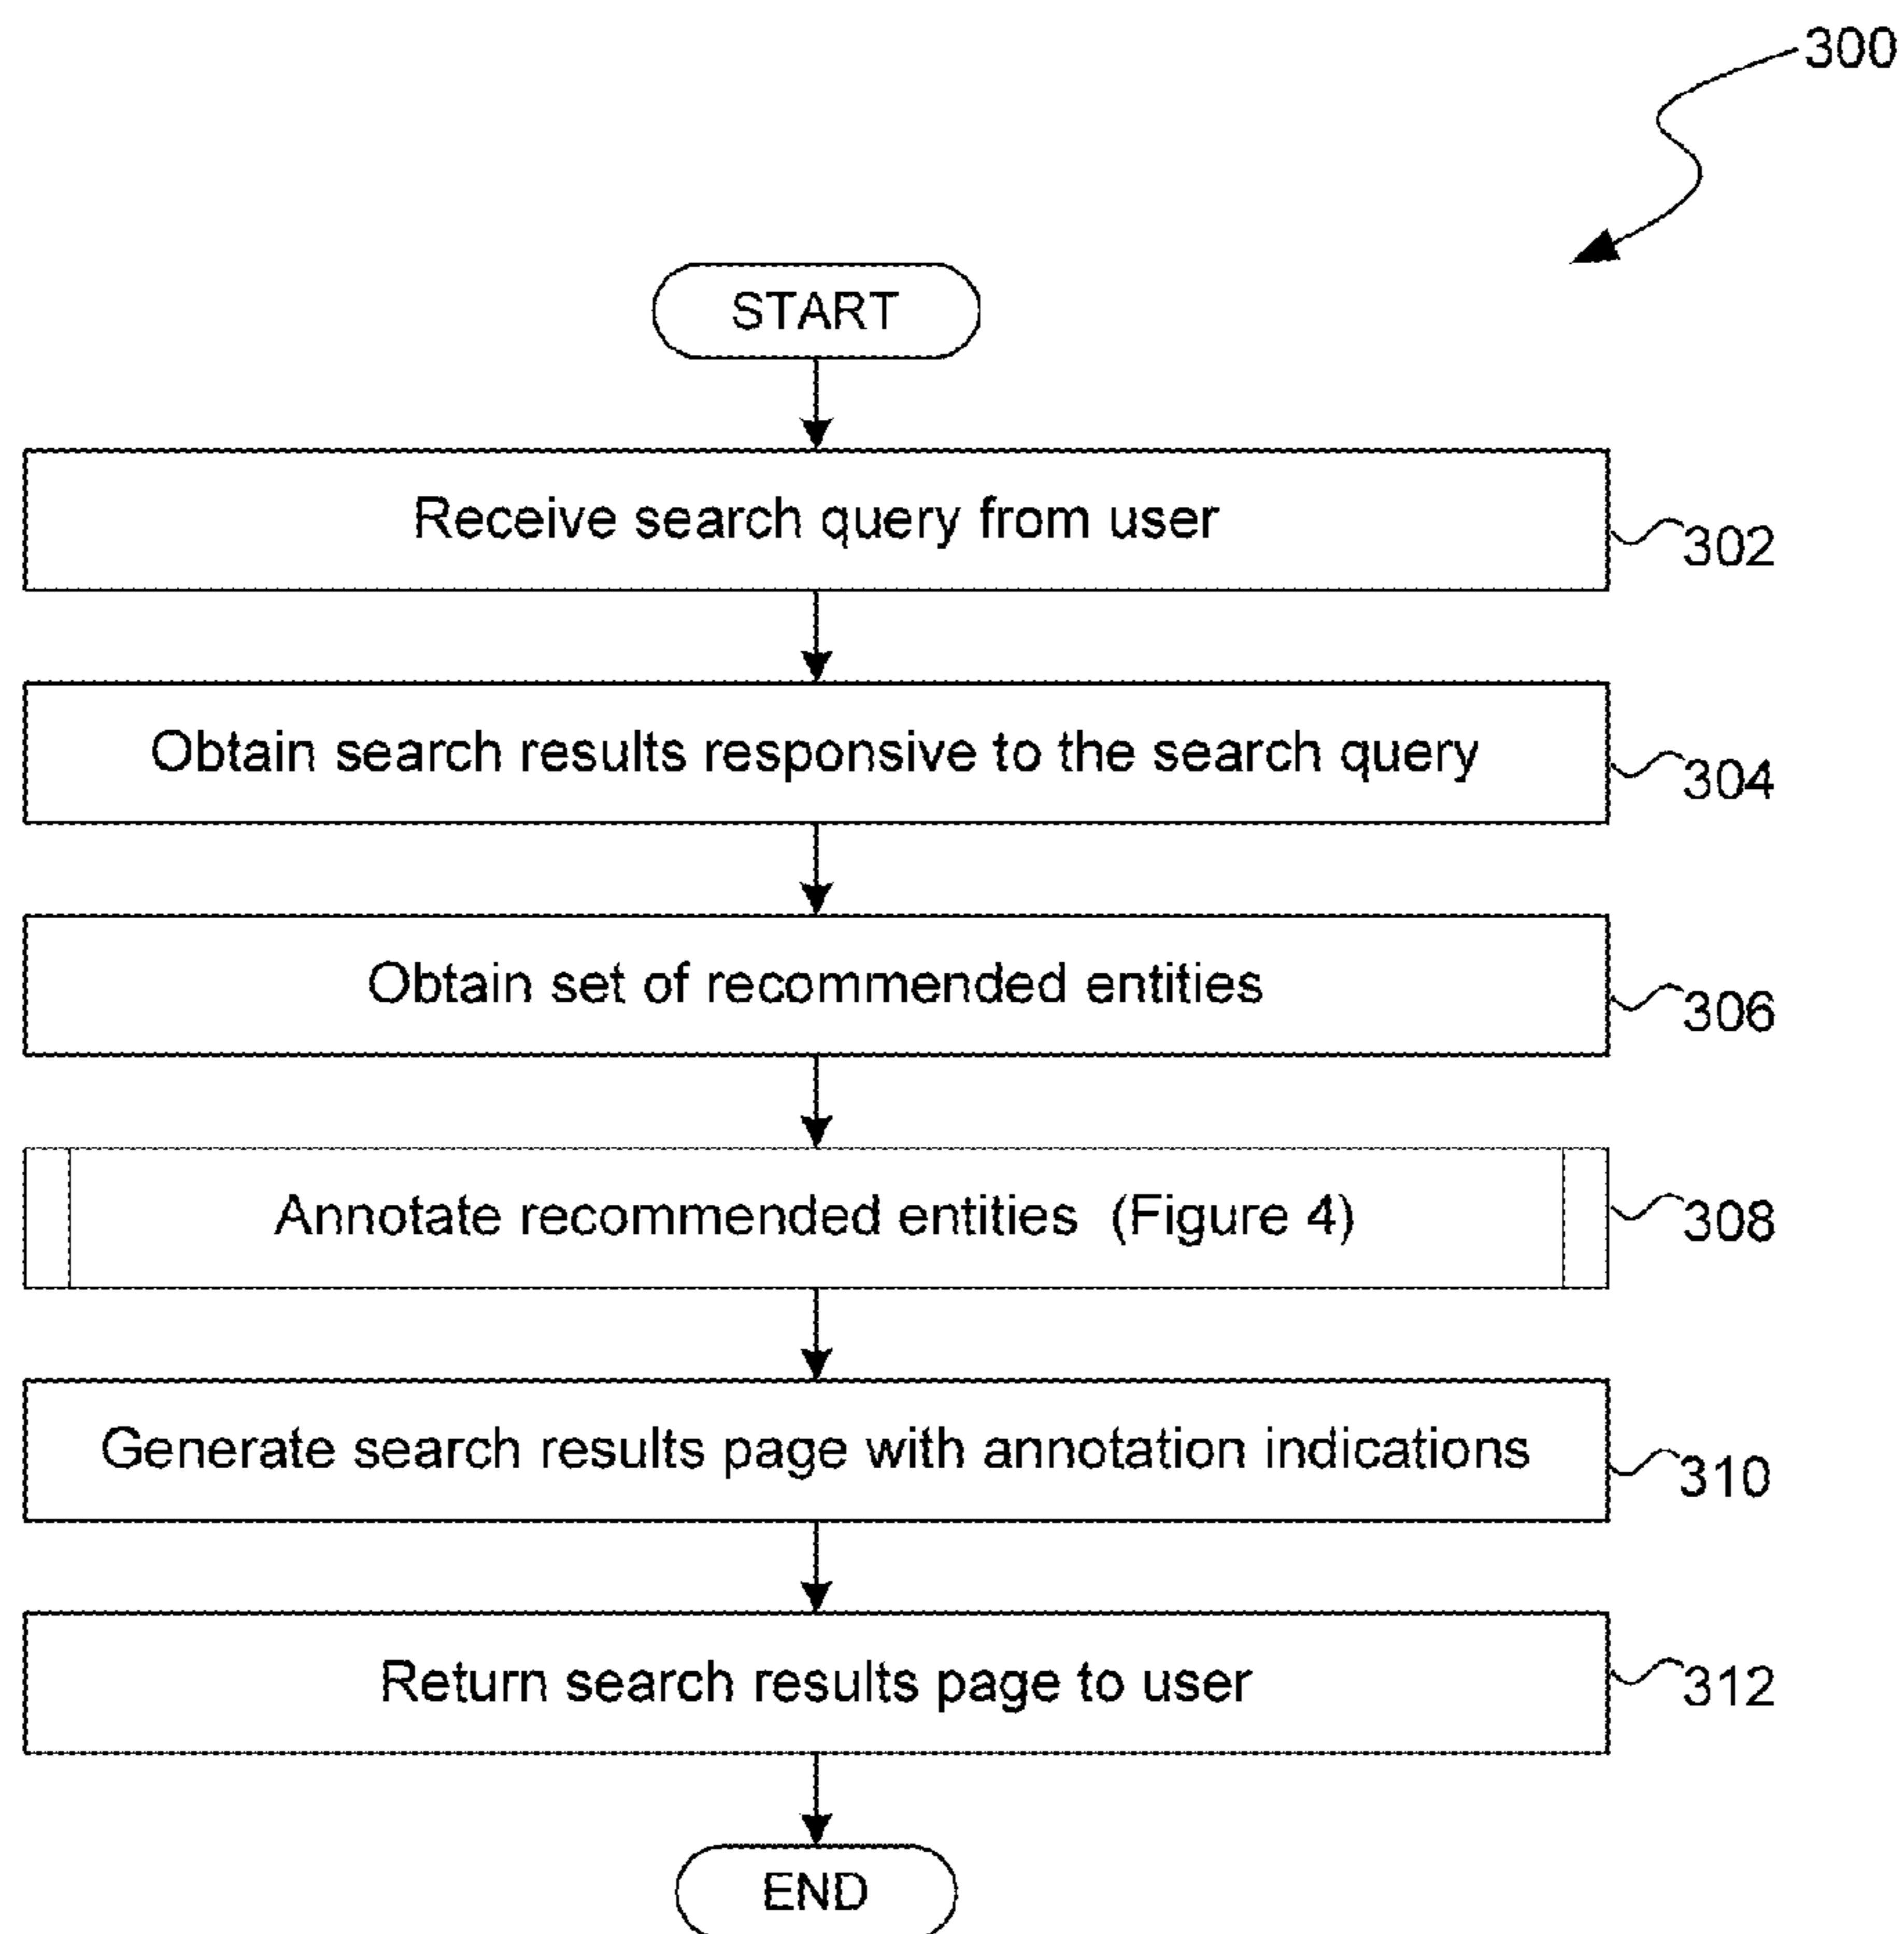 300
START
Receive search query from user
302
Obtain search results responsive to the search query
304
Obtain set of recommended entities
306
Annotate recommended entities (Figure 4)
308
Generate search results page with annotation indications
310
Return search results page to user
312
END